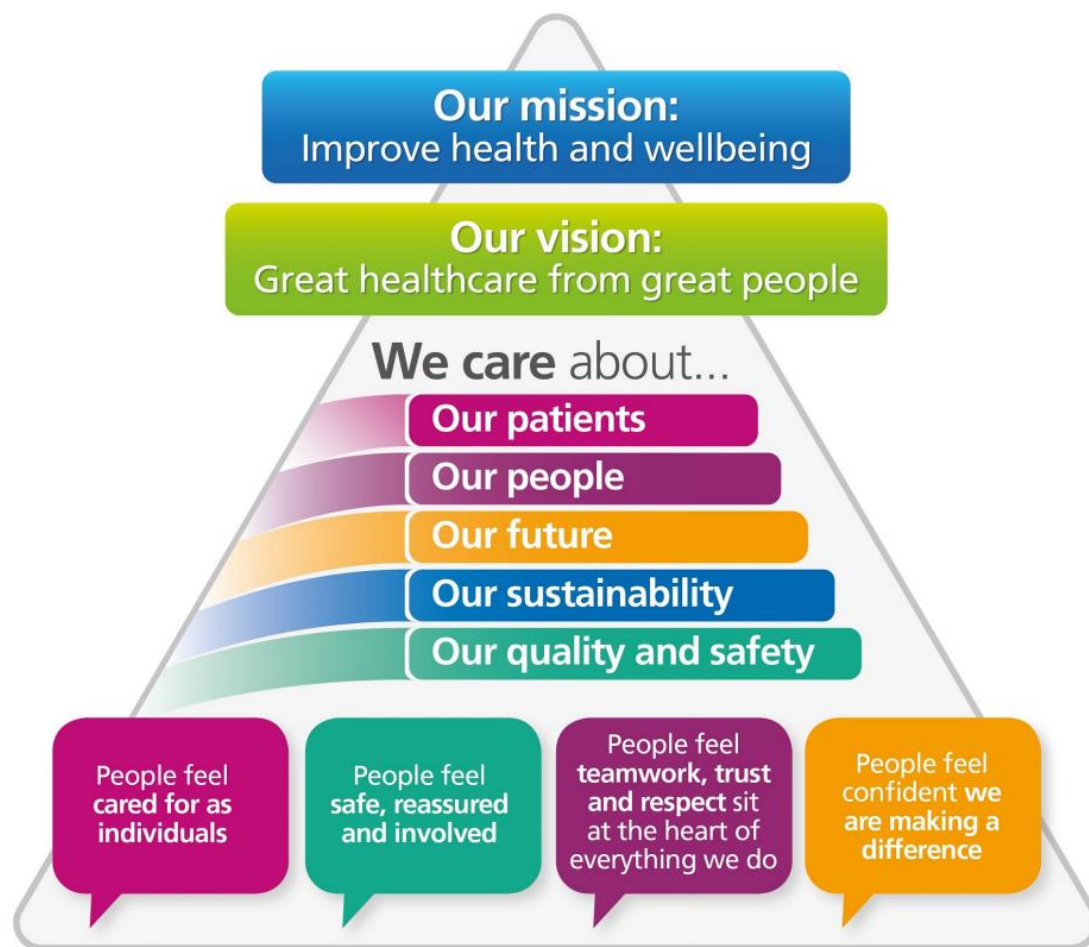 Our mission:
Improve health and wellbeing
Our vision:
Great healthcare from great people
We care about...
Our patients
Our people
Our future
Our sustainability
Our quality and safety
People feel
cared for as
individuals
People feel
safe, reassured
and involved
People feel
teamwork, trust
and respect sit
at the heart of
everything we do
People feel
confident we
are making a
difference